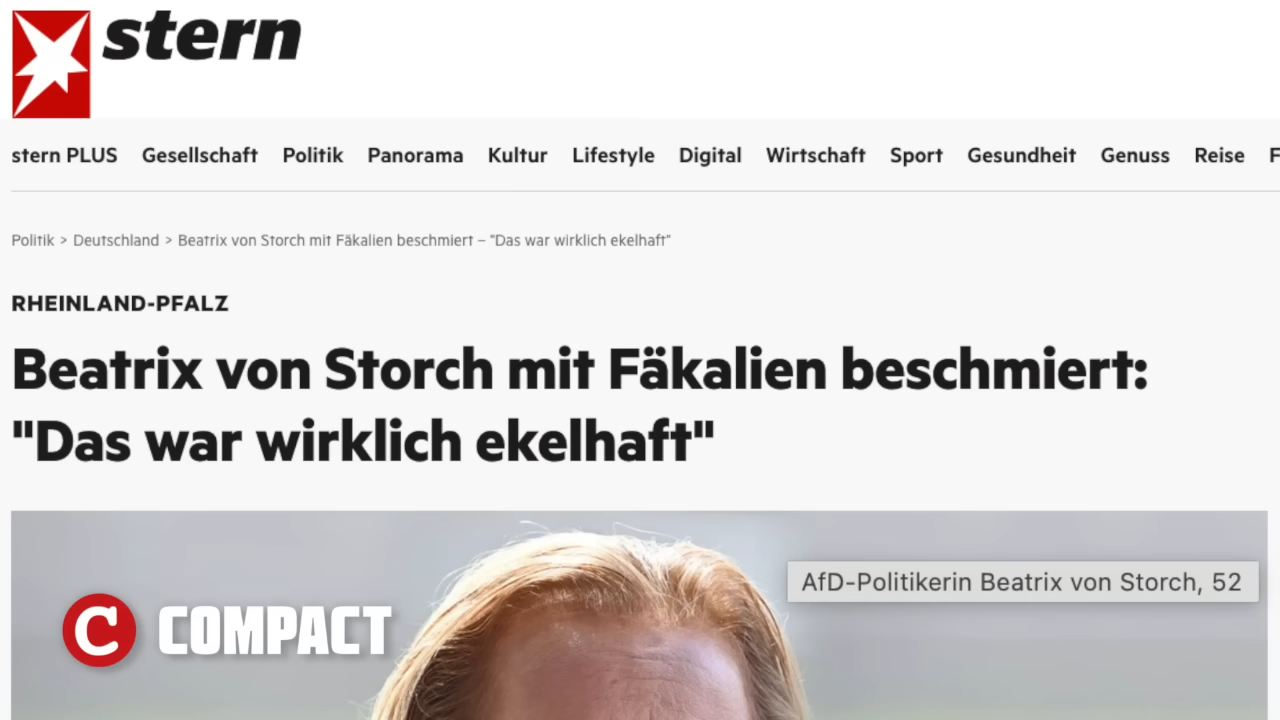 stern
stern PLUS Gesellschaft Politik Panorama Kultur Lifestyle Digital Wirtschaft Sport Gesundheit Genuss Reise F
Politik > Deutschland > Beatrix von Storch mit Fäkalien beschmiert – "Das war wirklich ekelhaft"
RHEINLAND-PFALZ
Beatrix von Storch mit Fäkalien beschmiert:
"Das war wirklich ekelhaft"
AfD-Politikerin Beatrix von Storch, 52
C COMPACT